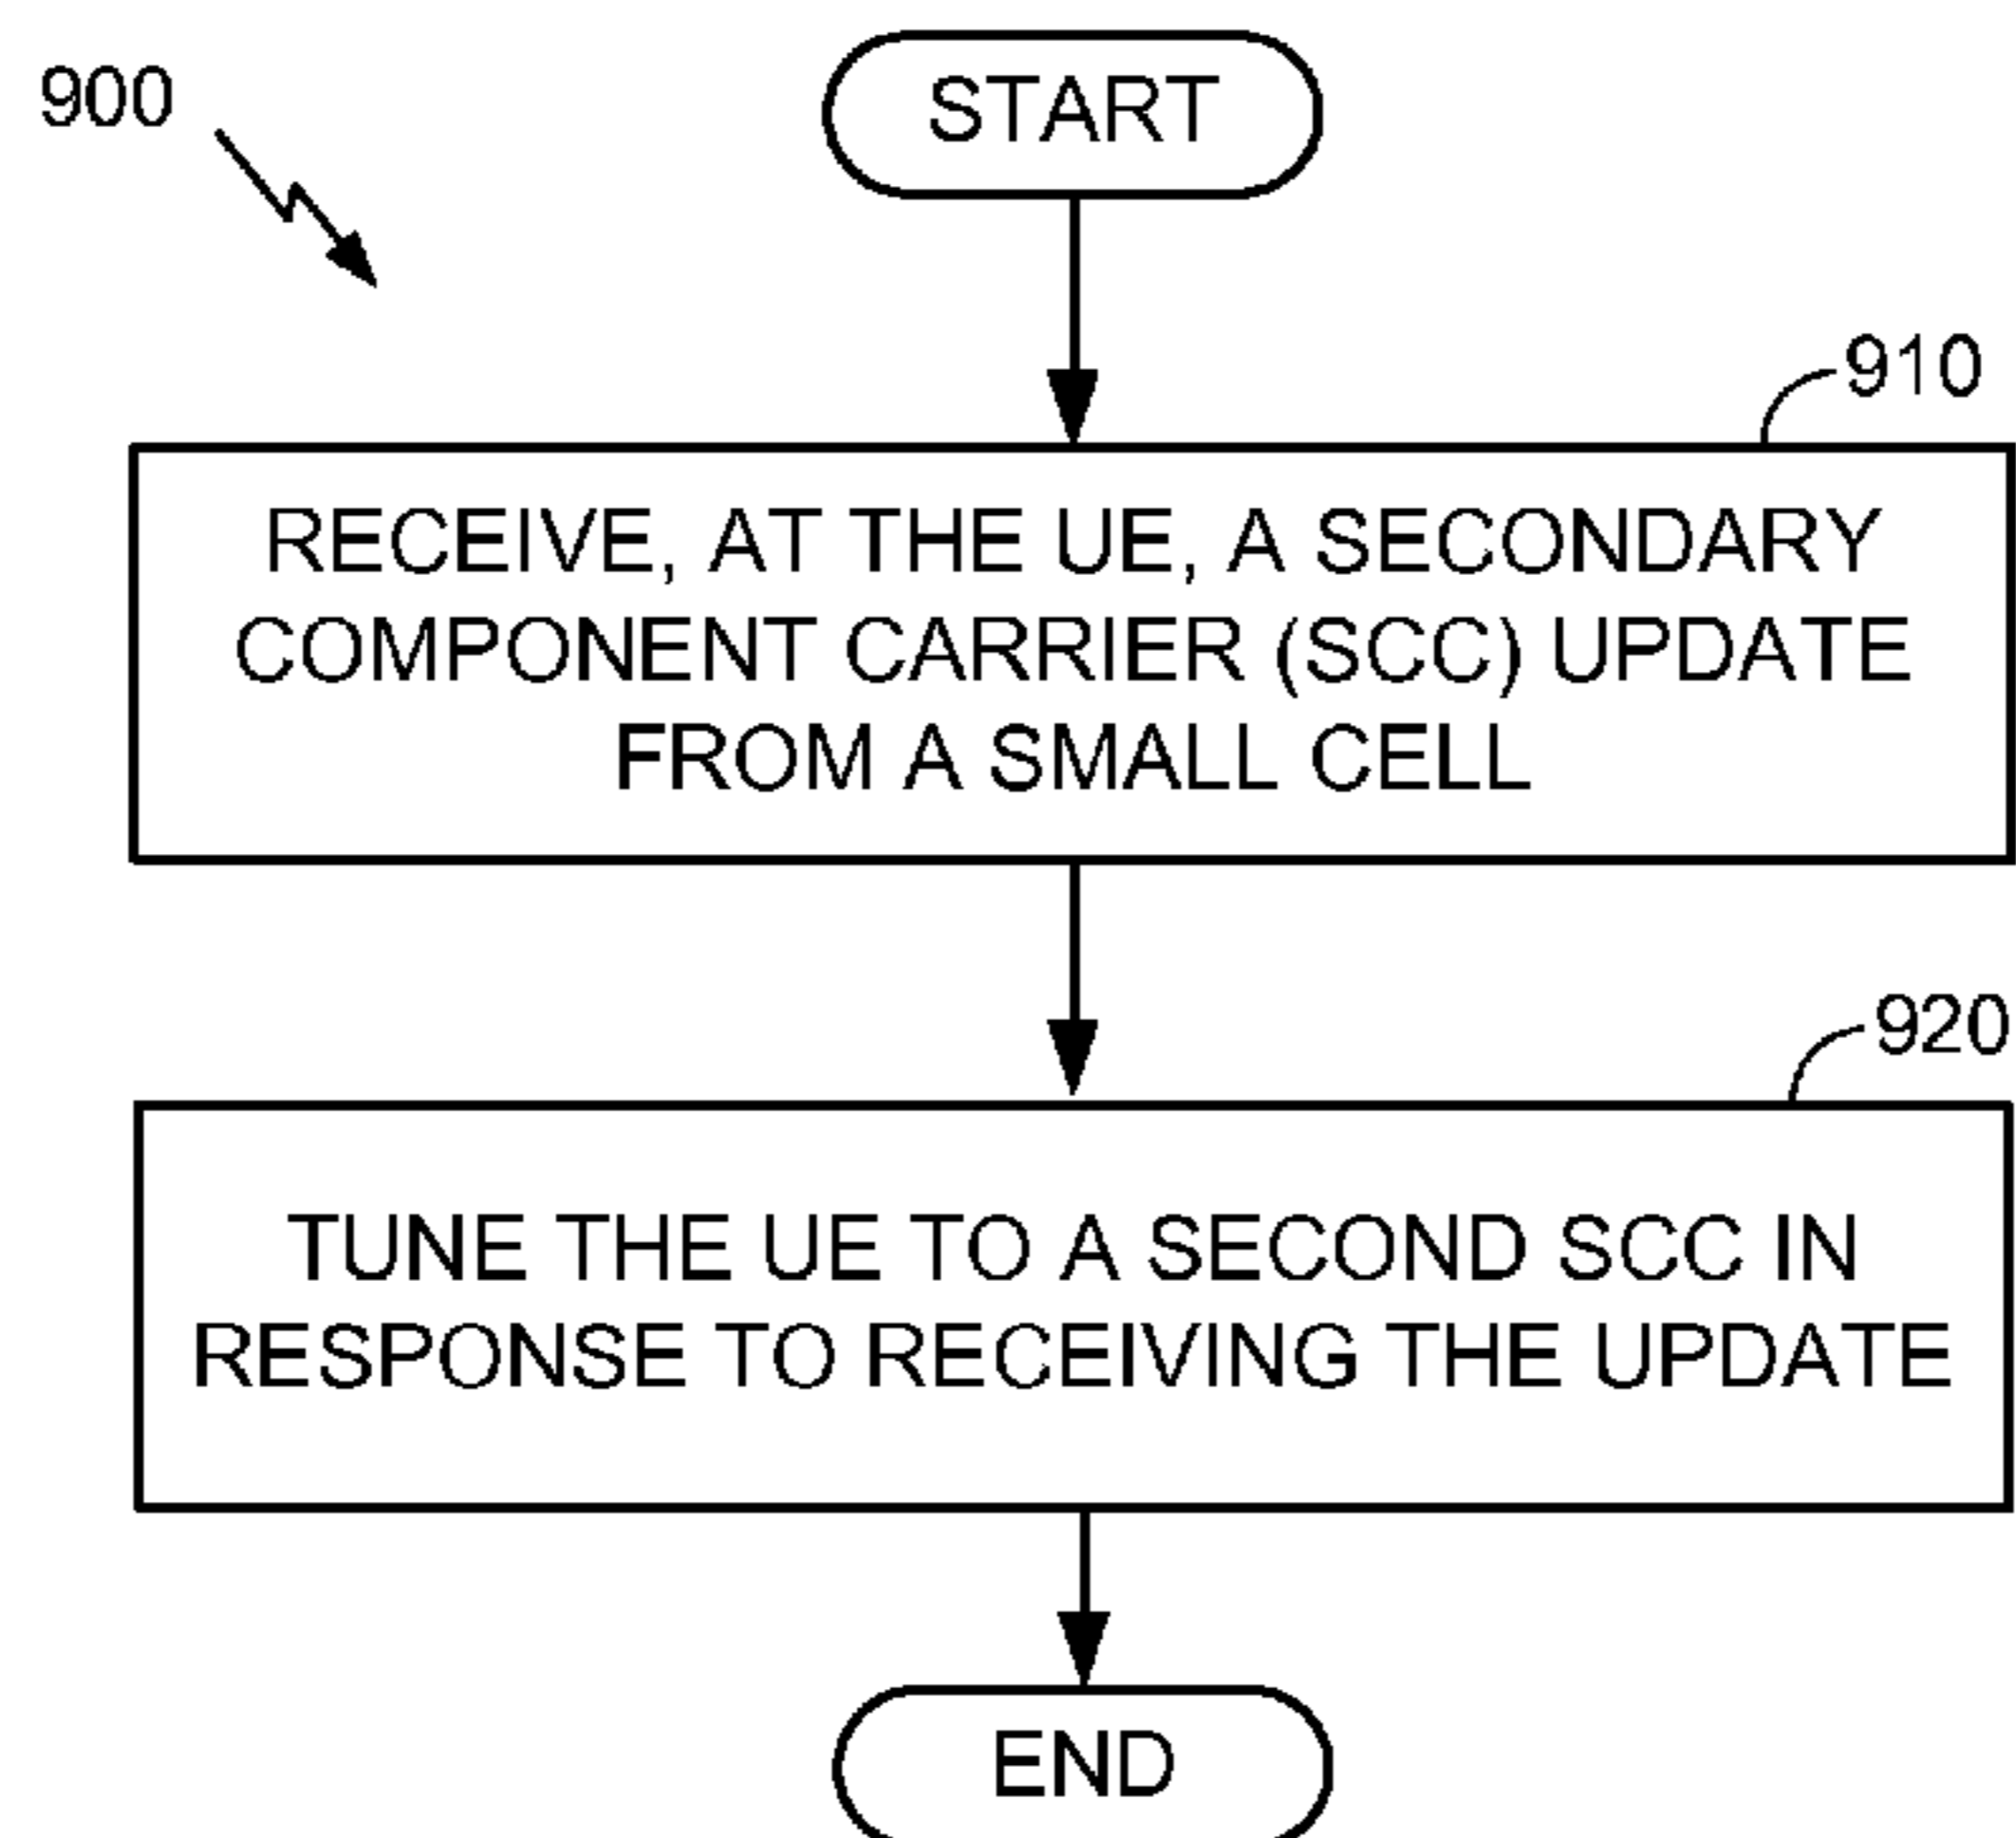 900
START
910
RECEIVE, AT THE UE, A SECONDARY
COMPONENT CARRIER (SCC) UPDATE
FROM A SMALL CELL
920
TUNE THE UE TO A SECOND SCC IN
RESPONSE TO RECEIVING THE UPDATE
END